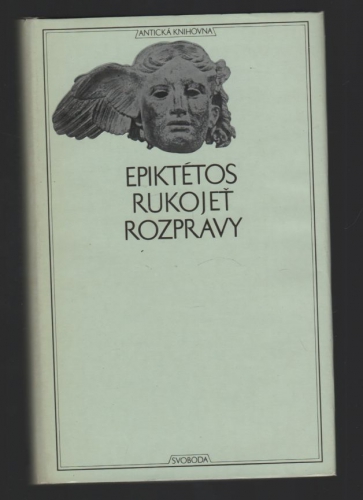 ANTICKÁ KNIHOVNA
EPIKTÉTOS
RUKOJEŤ
ROZPRAVY
SVOBODA